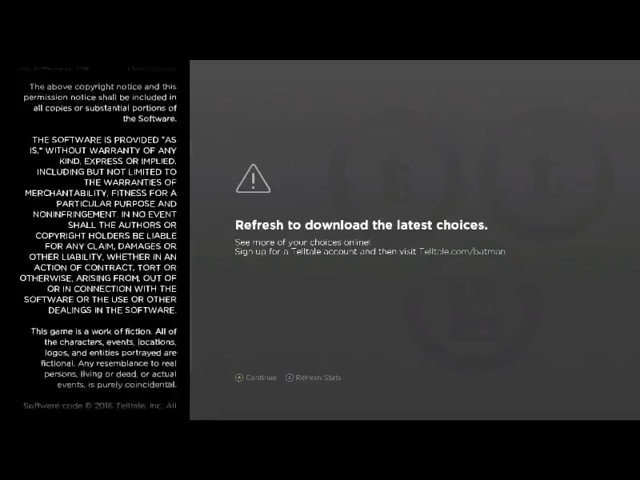 The above copyright notice and this
permission notice shall be included in
all copies or substantial portions of
the Software.
THE SOFTWARE IS PROVIDED "AS
IS," WITHOUT WARRANTY OF ANY
KIND, EXPRESS OR IMPLIED,
INCLUDING BUT NOT LIMITED TO
THE WARRANTIES OF
MERCHANTABILITY, FITNESS FOR A
PARTICULAR PURPOSE AND
NONINFRINGEMENT. IN NO EVENT
SHALL THE AUTHORS OR
COPYRIGHT HOLDERS BE LIABLE
FOR ANY CLAIM, DAMAGES OR
OTHER LIABILITY, WHETHER IN AN
ACTION OF CONTRACT, TORT OR
OTHERWISE, ARISING FROM, OUT OF
OR IN CONNECTION WITH THE
SOFTWARE OR THE USE OR OTHER
DEALINGS IN THE SOFTWARE.
This game is a work of fiction. All of
the characters, events, locations,
logos, and entities portrayed are
fictional. Any resemblance to real
persons, living or dead, or actual
events, is purely coincidental.
Software code © 2016 Telltale, Inc. All
Refresh to download the latest choices.
See more of your choices online!
Sign up for a Telltale account and then visit Telltale.com/batman
Continue Refresh Stats